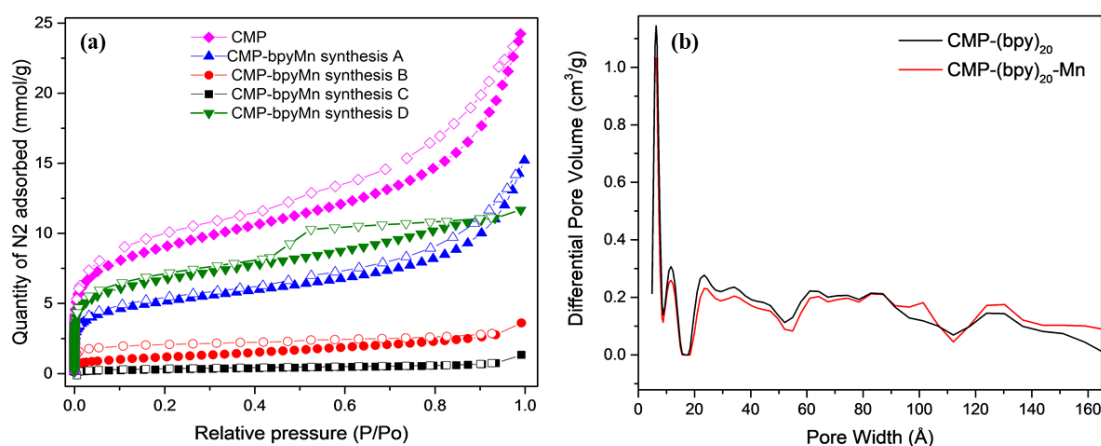 (a)
CMP
CMP-bpyMn synthesis A
CMP-bpyMn synthesis B
CMP-bpyMn synthesis C
CMP-bpyMn synthesis D
25
20
15
10
5
0
Quantity of N2 adsorbed (mmol/g)
0.0 0.2 0.4 0.6 0.8 1.0
Relative pressure (P/Po)
(b)
CMP-(bpy)20
CMP-(bpy)20-Mn
1.2
1.0
0.8
0.6
0.4
0.2
0.0
Differential Pore Volume (cm³/g)
0 20 40 60 80 100 120 140 160
Pore Width (Å)